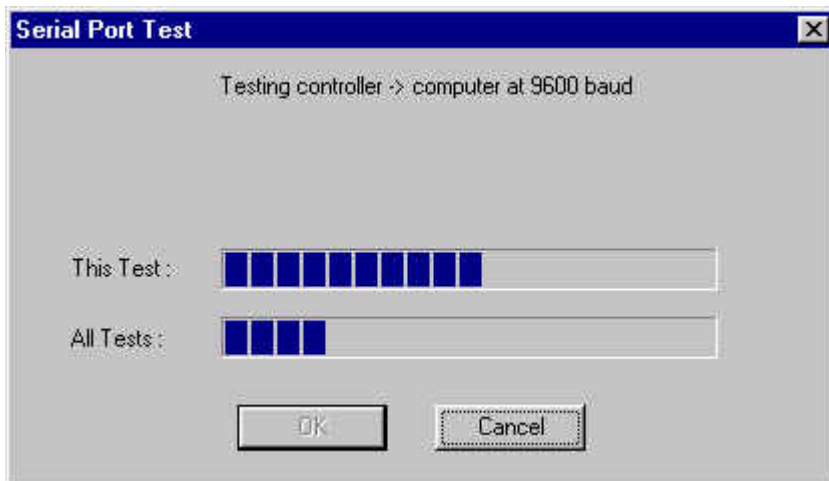 Serial Port Test
Testing controller -> computer at 9600 baud
This Test :
All Tests :
OK
Cancel